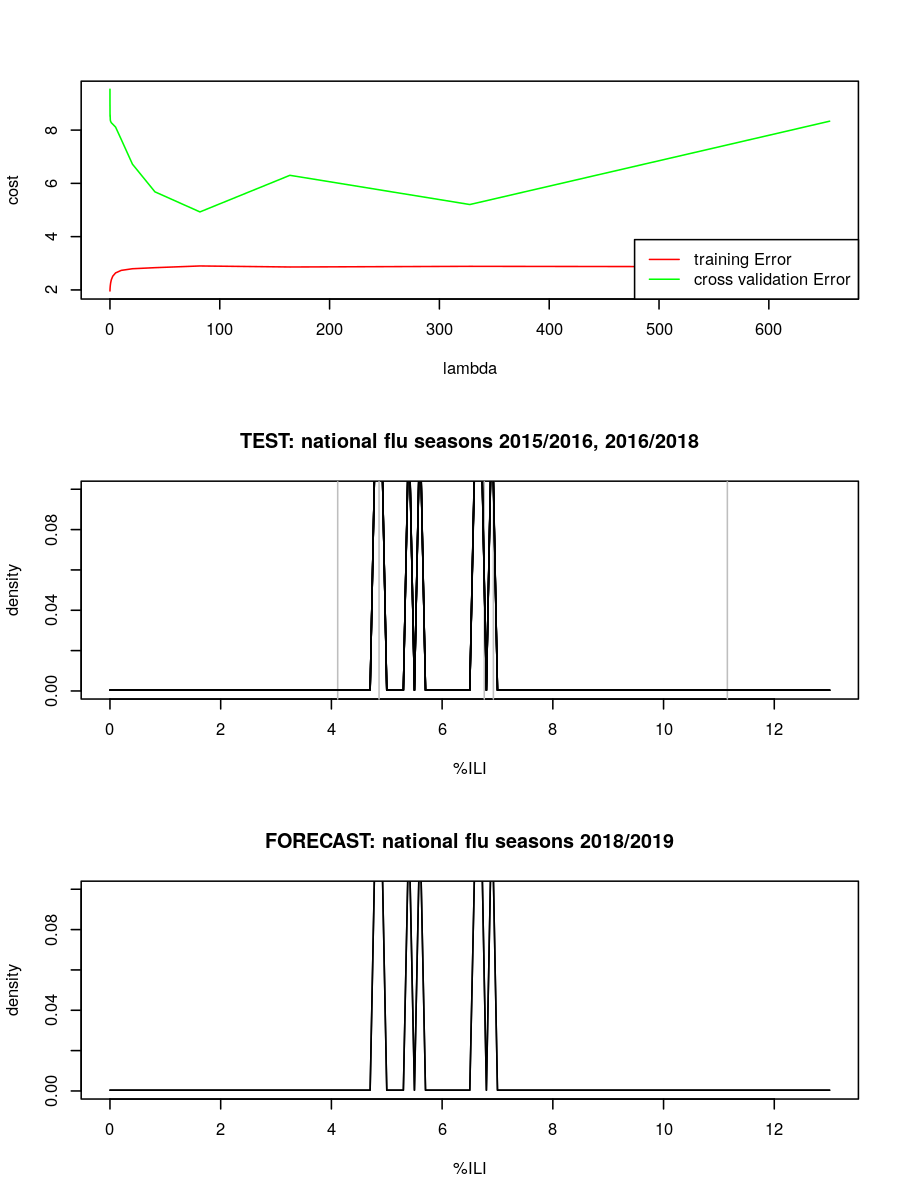 cost
8
6
4
2
training Error
cross validation Error
0 100 200 300 400 500 600
lambda
TEST: national flu seasons 2015/2016, 2016/2018
density
0.08
0.04
0.00
0 2 4 6 8 10 12
%ILI
FORECAST: national flu seasons 2018/2019
density
0.08
0.04
0.00
0 2 4 6 8 10 12
%ILI